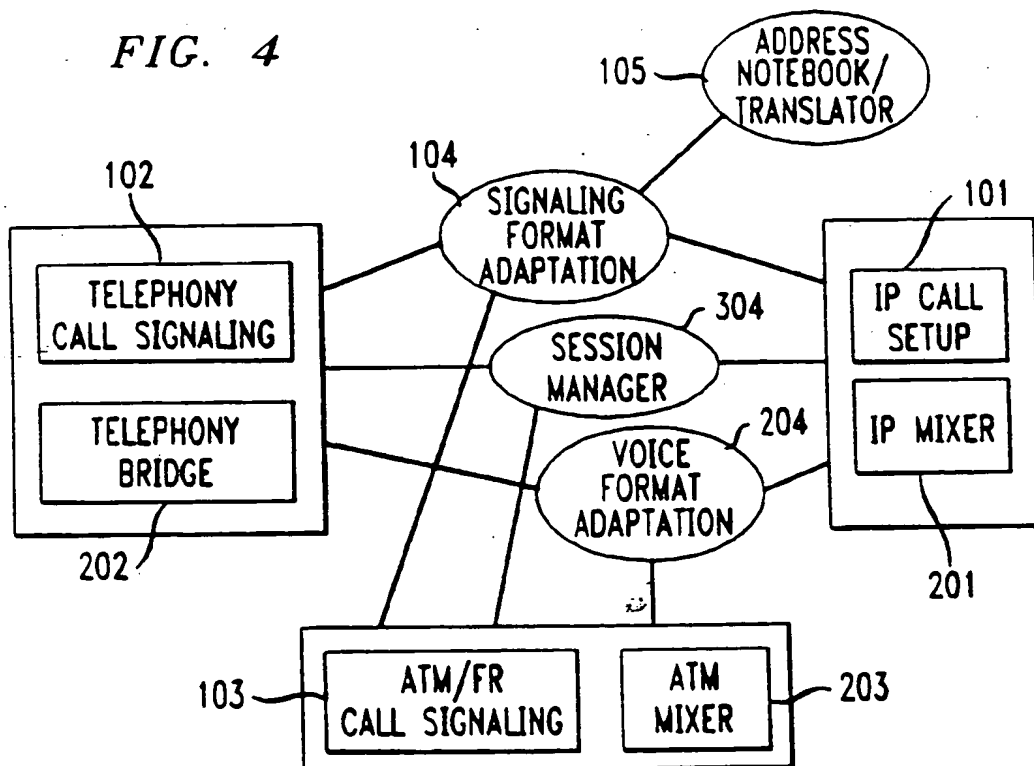 FIG. 4
ADDRESS
NOTEBOOK/
TRANSLATOR
105
104
SIGNALING
FORMAT
ADAPTATION
102
TELEPHONY
CALL SIGNALING
TELEPHONY
BRIDGE
202
304
SESSION
MANAGER
204
VOICE
FORMAT
ADAPTATION
101
IP CALL
SETUP
IP MIXER
201
103
ATM/FR
CALL SIGNALING
ATM
MIXER
203